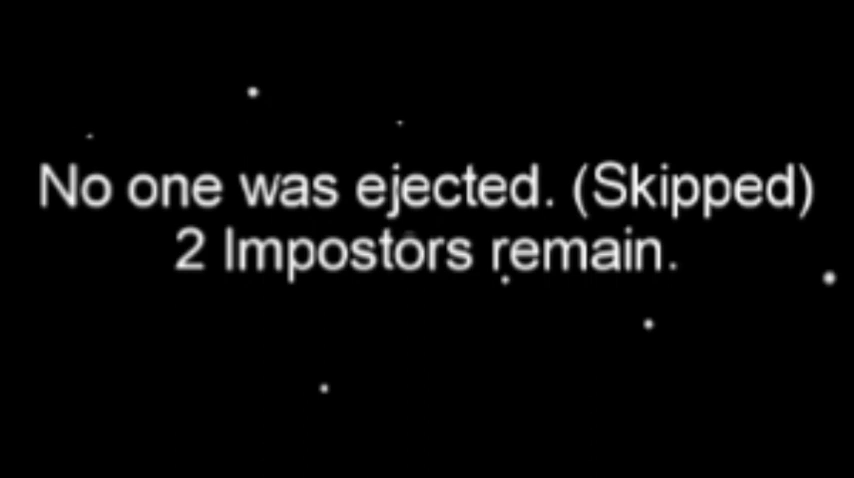 No one was ejected. (Skipped)
2 Impostors remain.